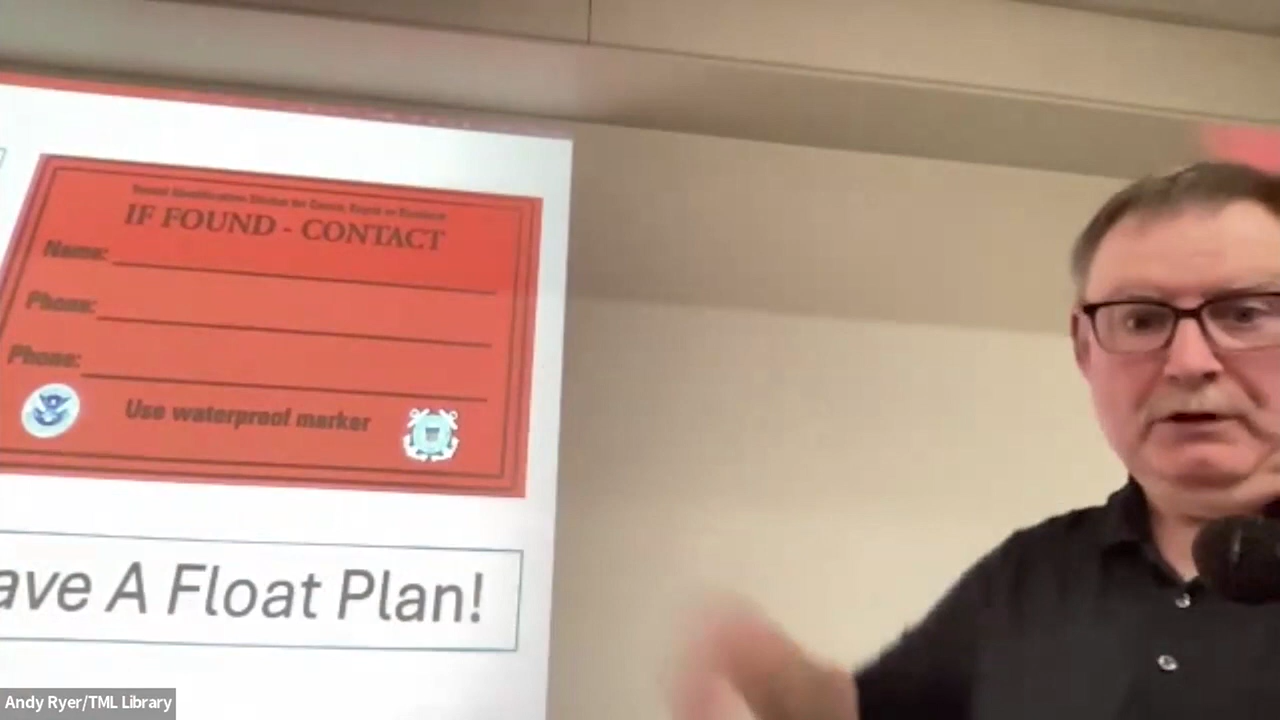 IF FOUND - CONTACT
Name:
Phone:
Phone:
Use waterproof marker
ave A Float Plan!
Andy Ryer/TML Library